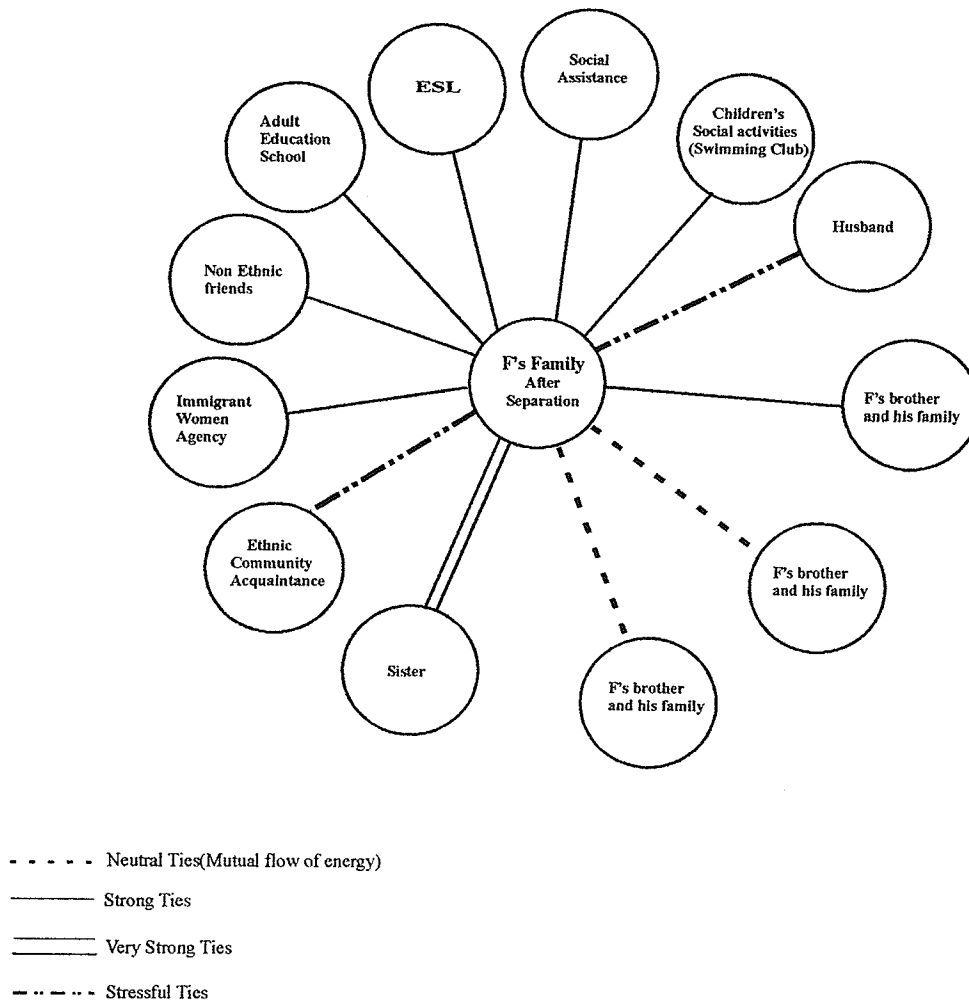 Social
Assistance
ESL
Children's
Social activities
(Swimming Club)
Adult
Education
School
Husband
Non Ethnic
friends
F's Family
After
Separation
Immigrant
Women
Agency
F's brother
and his family
Ethnic
Community
Acquaintance
F's brother
and his family
Sister
F's brother
and his family
Neutral Ties(Mutual flow of energy)
Strong Ties
Very Strong Ties
Stressful Ties